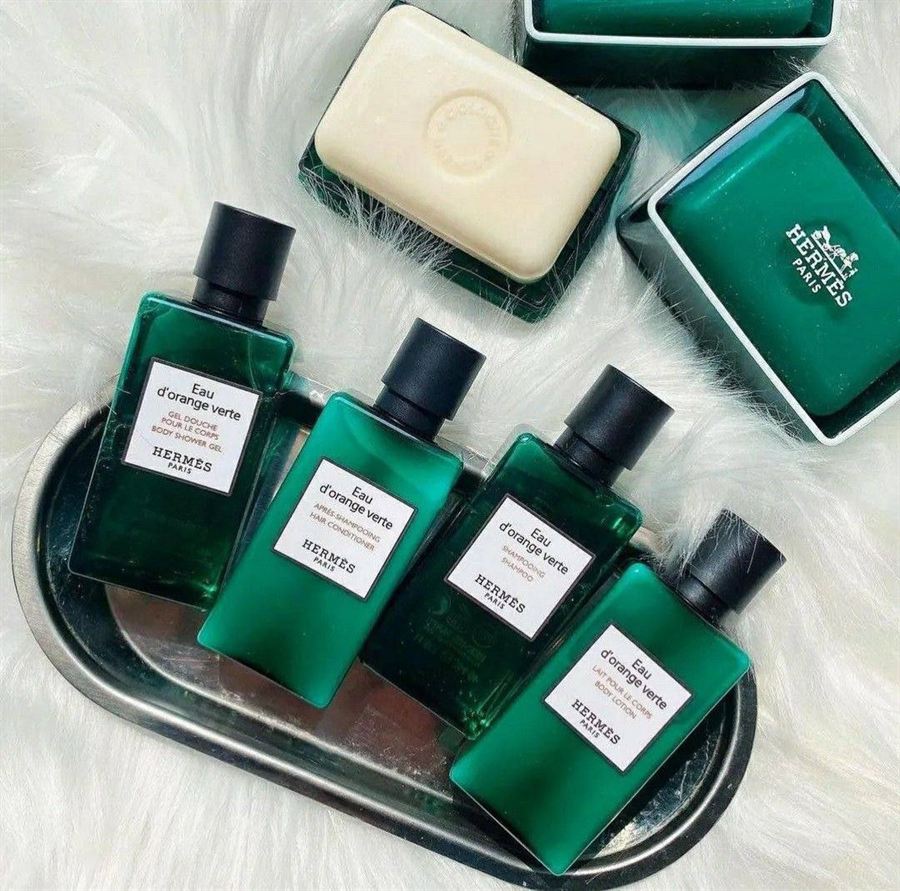 HERMÈS
PARIS
Eau
d'orange verte
GEL DOUCHE
POUR LE CORPS
BODY SHOWER GEL
HERMÈS
PARIS
Eau
d'orange verte
APRÈS-SHAMPOOING
HAIR CONDITIONER
HERMÈS
PARIS
Eau
d'orange verte
SHAMPOOING
SHAMPOO
HERMÈS
PARIS
Eau
d'orange verte
LAIT POUR LE CORPS
BODY LOTION
HERMÈS
PARIS